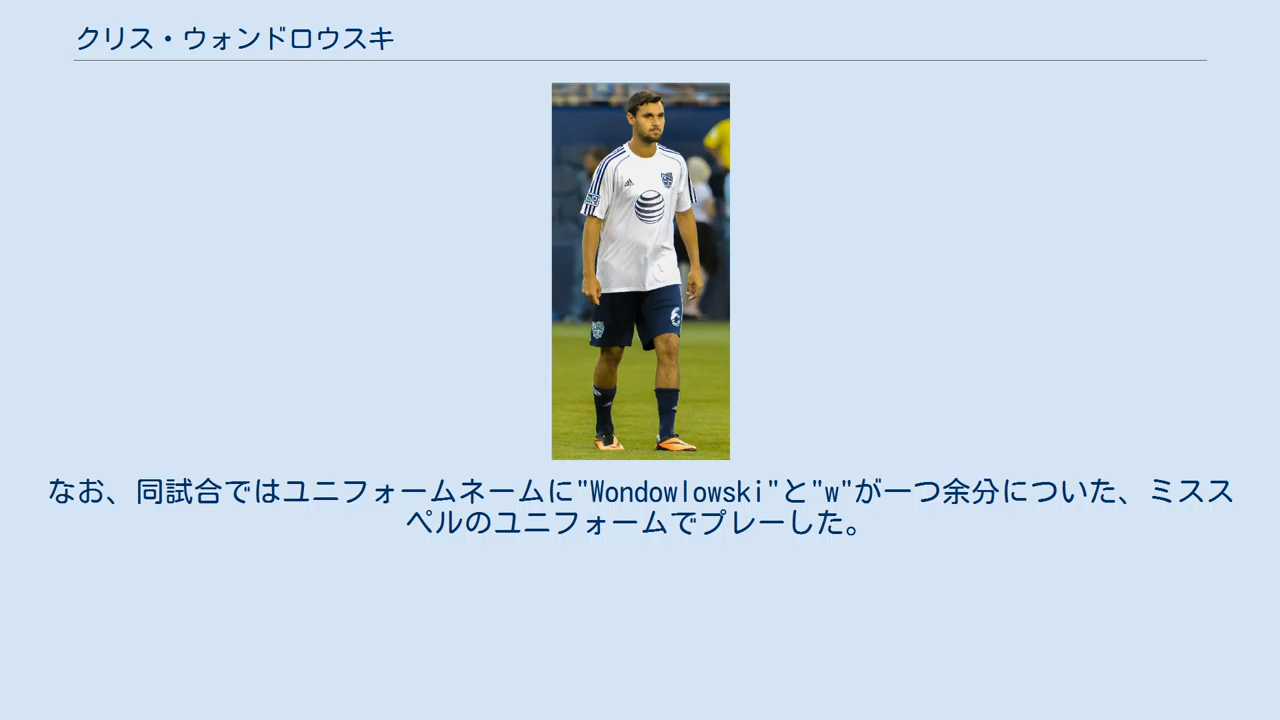 クリス・ウォンドロウスキ
6
なお、同試合ではユニフォームネームに"Wondowlowski"と"w"が一つ余分についた、ミスス
ペルのユニフォームでプレーした。